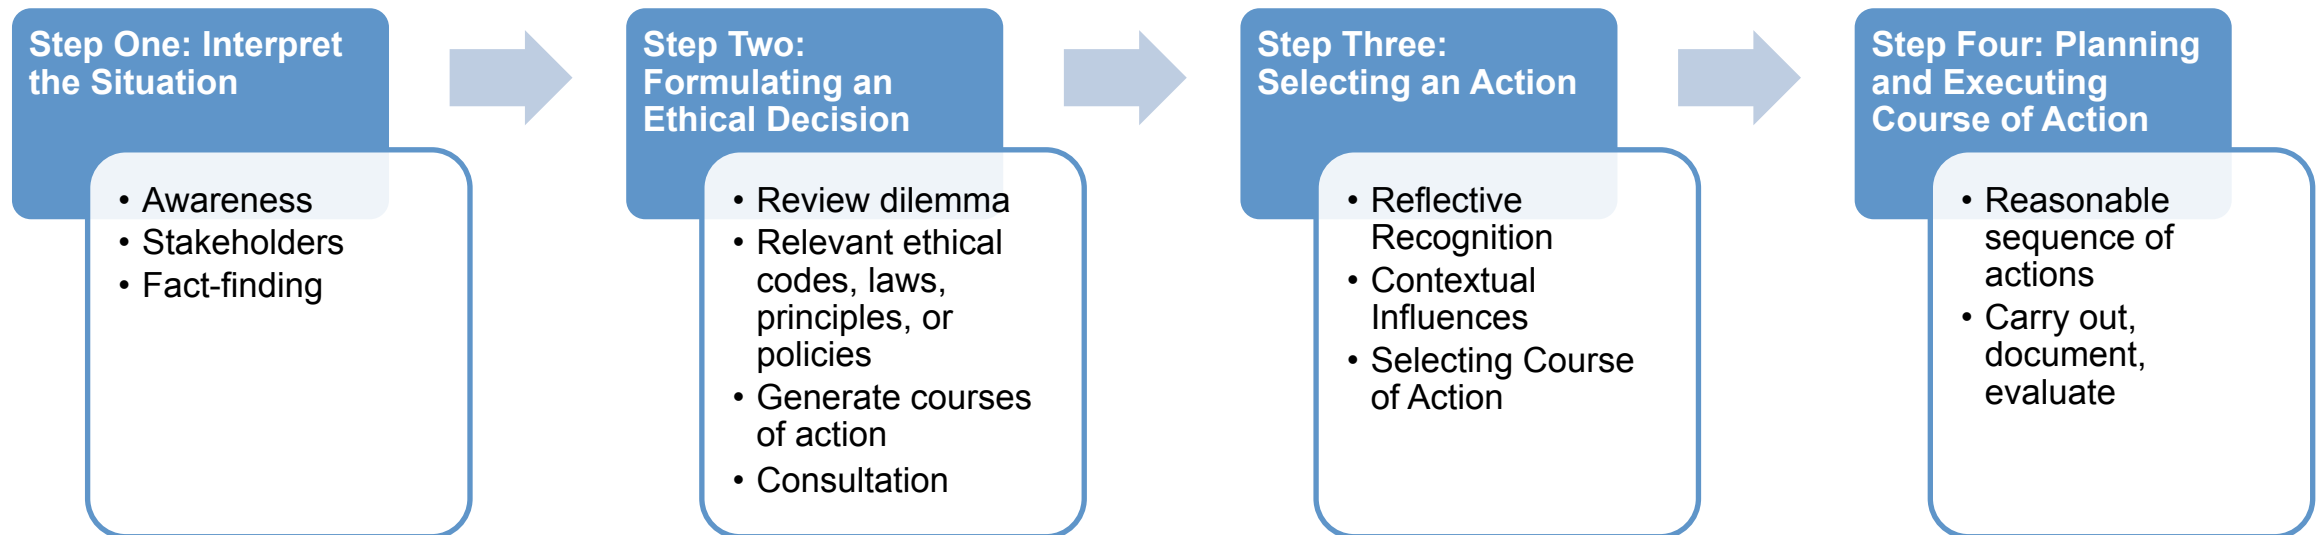 Step One: Interpret
the Situation
• Awareness
• Stakeholders
• Fact-finding
Step Two:
Formulating an
Ethical Decision
• Review dilemma
• Relevant ethical
codes, laws,
principles, or
policies
• Generate courses
of action
• Consultation
Step Three:
Selecting an Action
• Reflective
Recognition
• Contextual
Influences
• Selecting Course
of Action
Step Four: Planning
and Executing
Course of Action
• Reasonable
sequence of
actions
• Carry out,
document,
evaluate